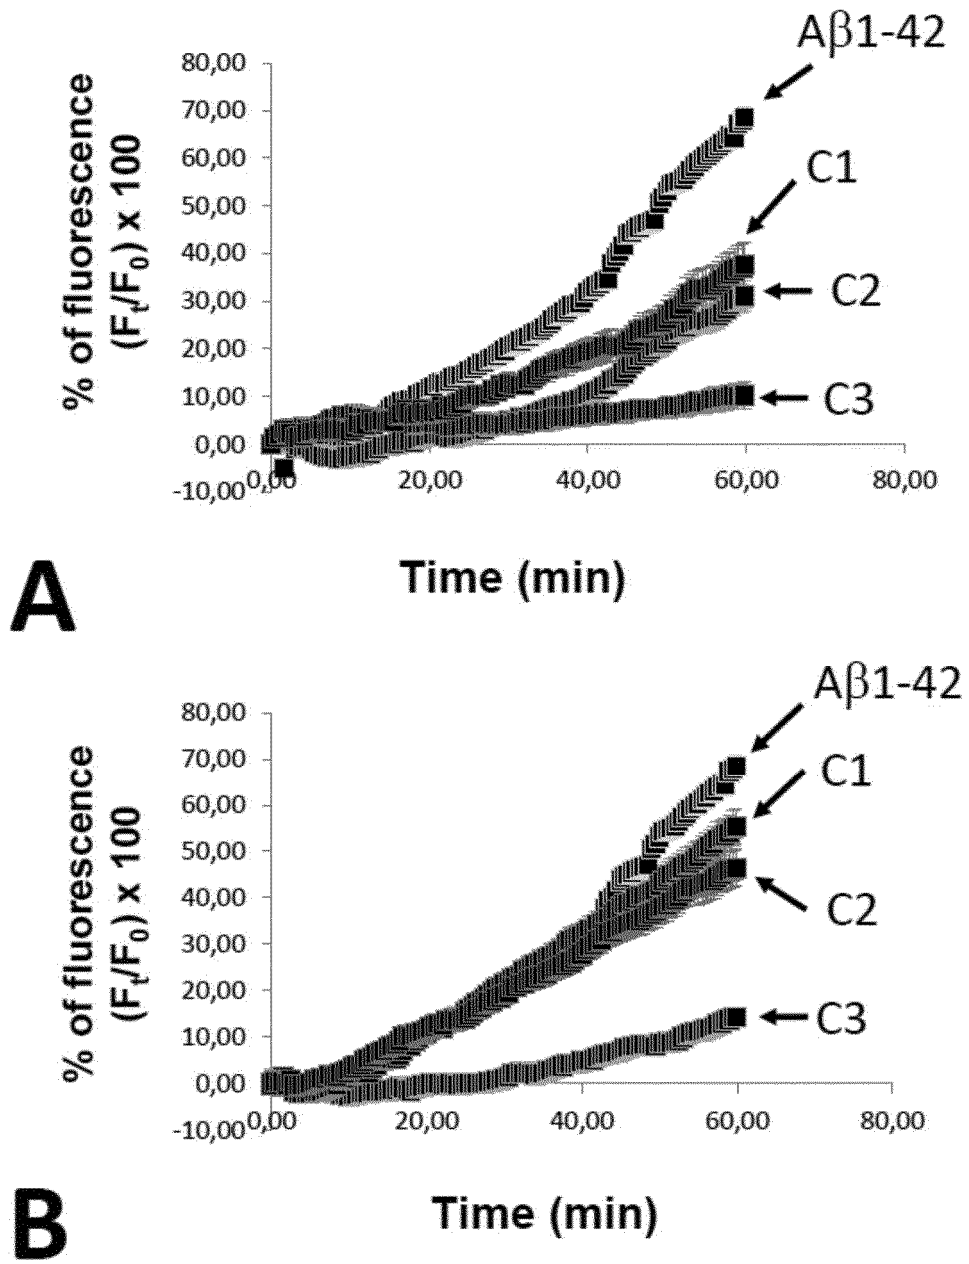 Aβ1-42
C1
C2
C3
% of fluorescence
(Ft/F0) x 100
80,00
70,00
60,00
50,00
40,00
30,00
20,00
10,00
0,00
-10,00
0,00 20,00 40,00 60,00 80,00
Time (min)
A
Aβ1-42
C1
C2
C3
% of fluorescence
(Ft/F0) x 100
80,00
70,00
60,00
50,00
40,00
30,00
20,00
10,00
0,00
-10,00
0,00 20,00 40,00 60,00 80,00
Time (min)
B